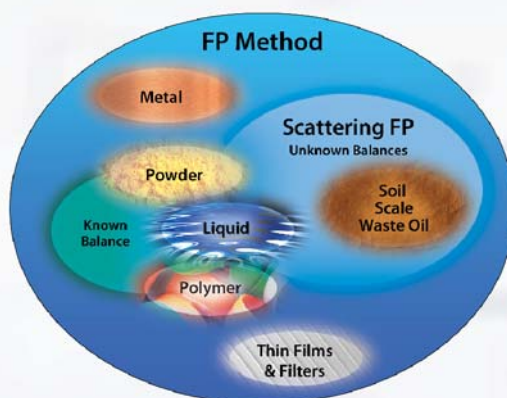 FP Method
Metal
Scattering FP
Unknown Balances
Powder
Soil
Scale
Waste Oil
Known
Balance
Liquid
Polymer
Thin Films
& Filters